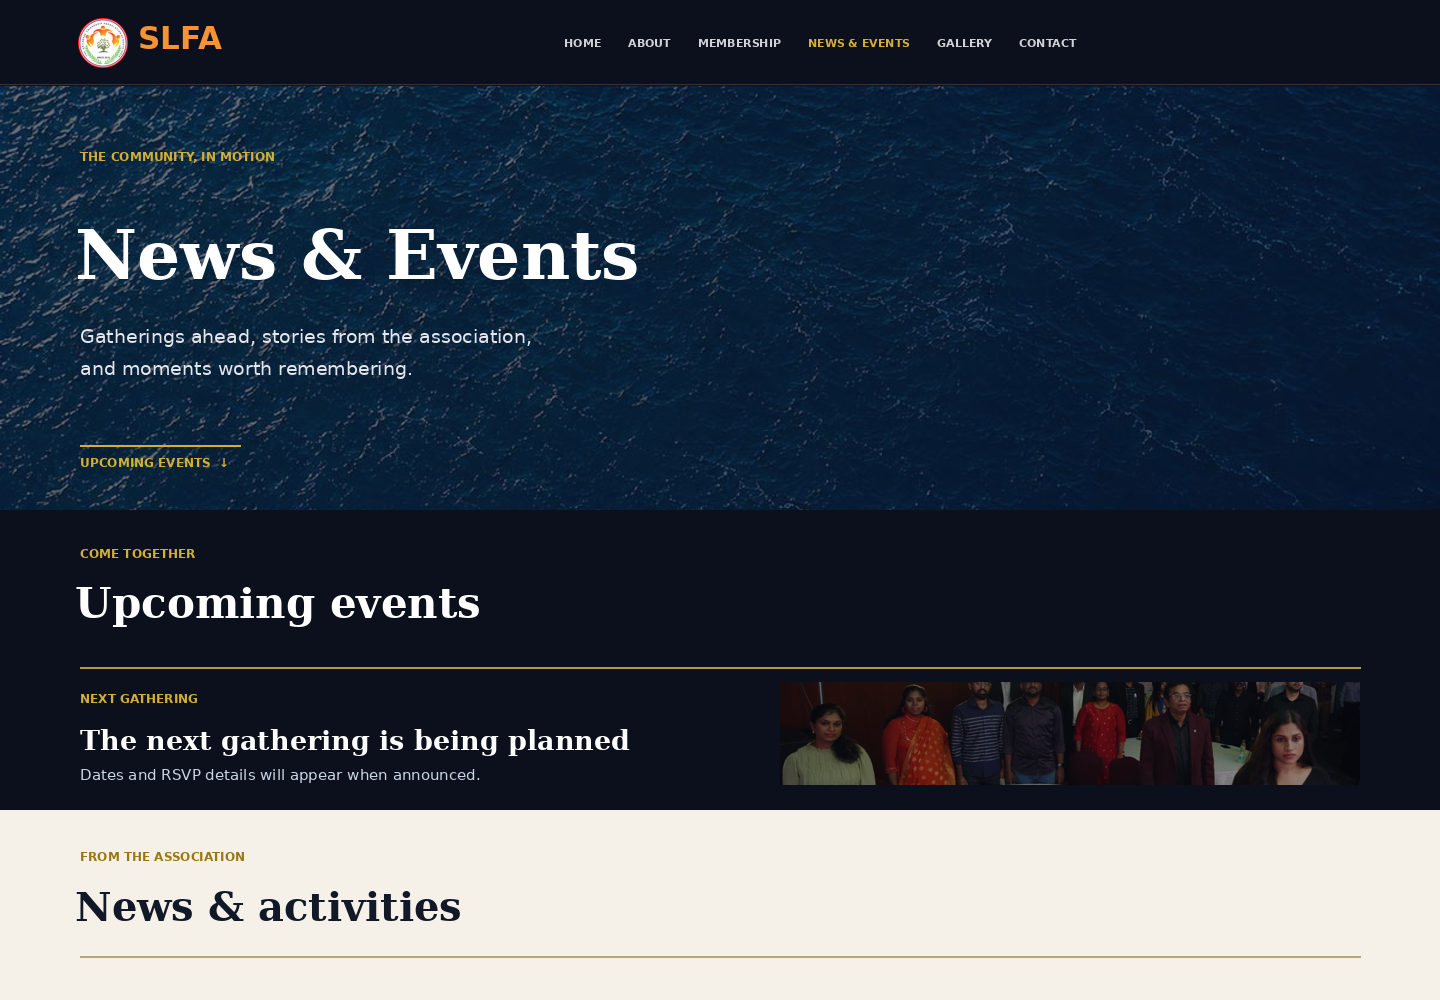 SLFA
HOME ABOUT MEMBERSHIP NEWS & EVENTS GALLERY CONTACT
THE COMMUNITY, IN MOTION
News & Events
Gatherings ahead, stories from the association,
and moments worth remembering.
UPCOMING EVENTS ↓
COME TOGETHER
Upcoming events
NEXT GATHERING
The next gathering is being planned
Dates and RSVP details will appear when announced.
FROM THE ASSOCIATION
News & activities